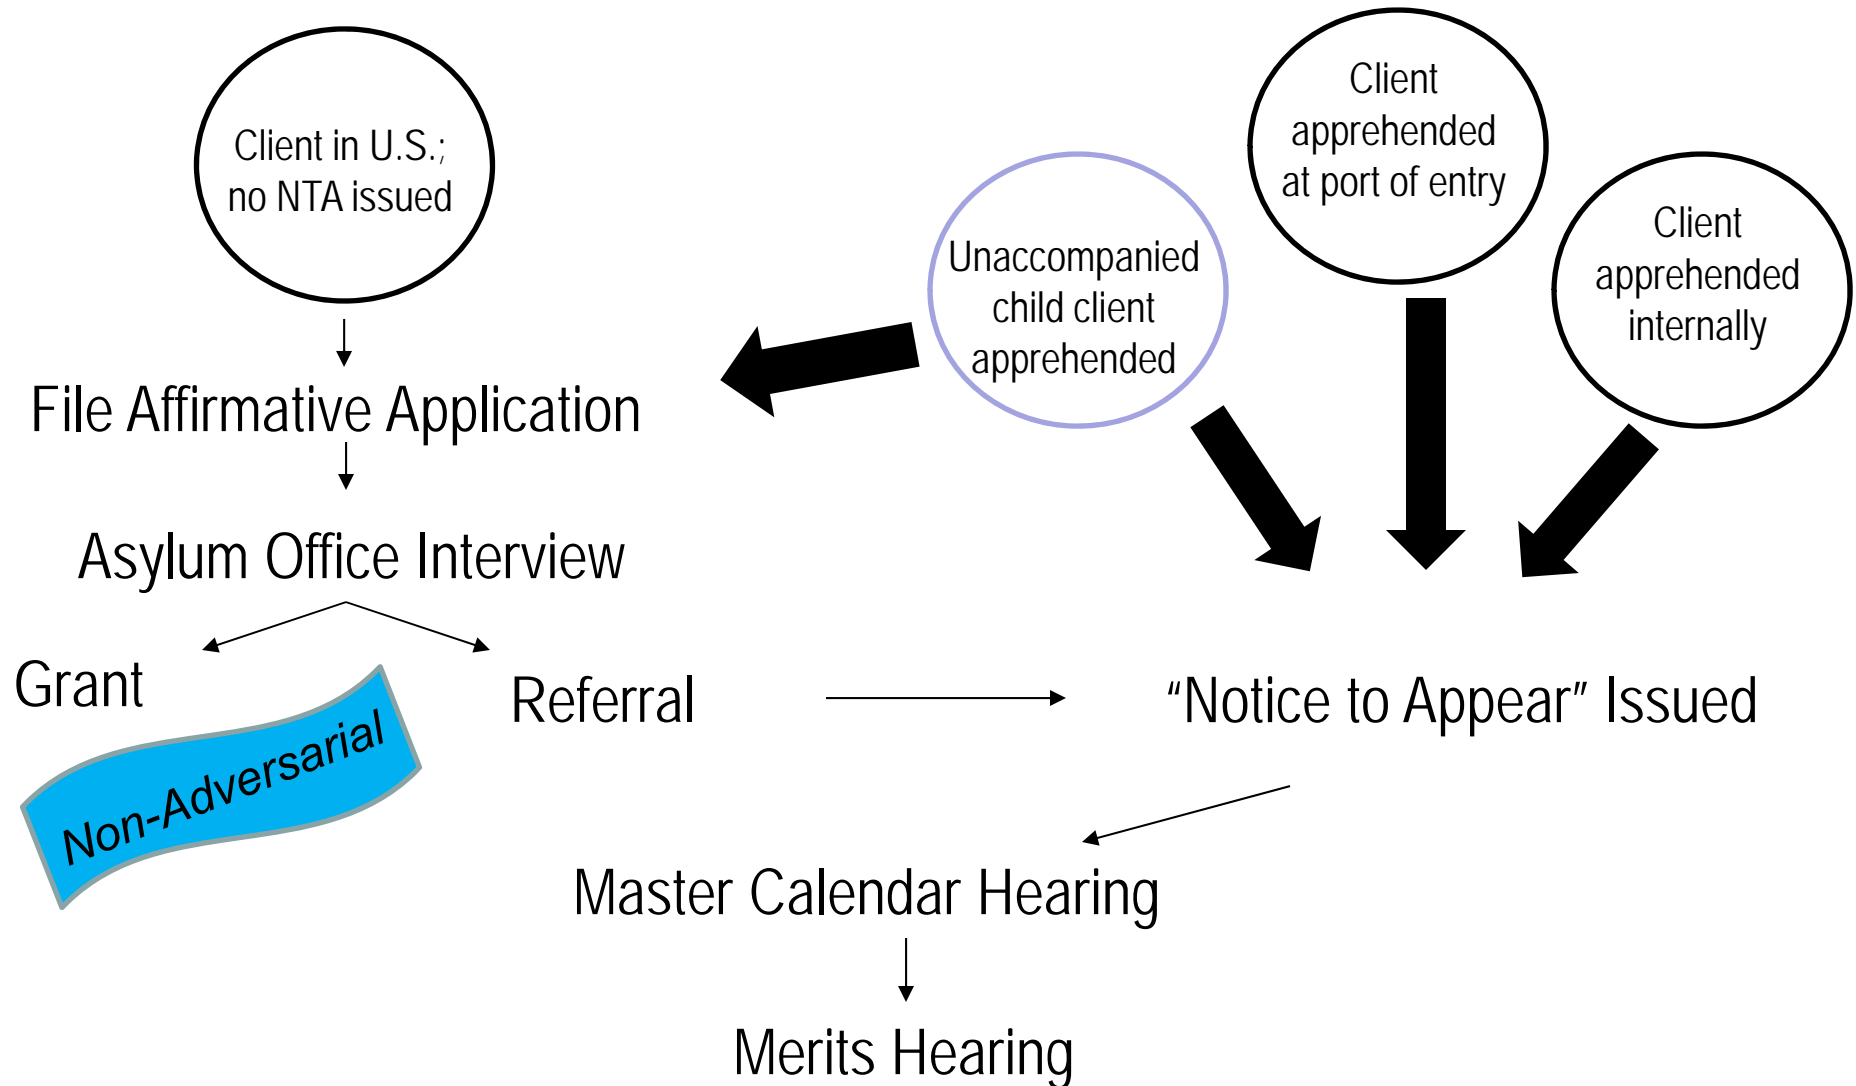 Client in U.S.;
no NTA issued
Client
apprehended
at port of entry
Unaccompanied
child client
apprehended
Client
apprehended
internally
File Affirmative Application
Asylum Office Interview
Grant
Referral
“Notice to Appear” Issued
Non-Adversarial
Master Calendar Hearing
Merits Hearing